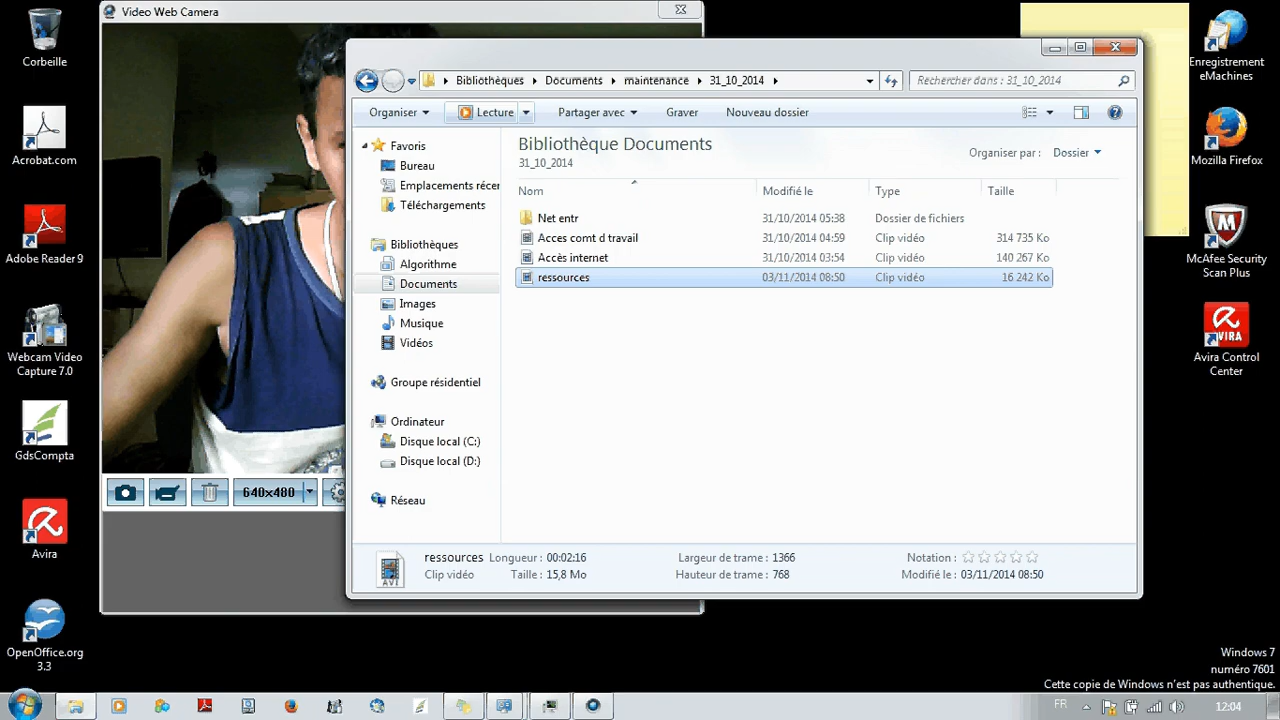 Corbeille
Acrobat.com
Adobe Reader 9
Webcam Video
Capture 7.0
GdsCompta
Avira
OpenOffice.org
3.3
Video Web Camera
640x480
Bibliothèques Documents maintenance 31_10_2014
Rechercher dans : 31_10_2014
Organiser Lecture Partager avec Graver Nouveau dossier
Favoris
Bureau
Emplacements récer
Téléchargements
Bibliothèques
Algorithme
Documents
Images
Musique
Vidéos
Groupe résidentiel
Ordinateur
Disque local (C:)
Disque local (D:)
Réseau
Bibliothèque Documents
31_10_2014
Organiser par : Dossier
Nom Modifié le Type Taille
Net entr 31/10/2014 05:38 Dossier de fichiers
Acces comt d travail 31/10/2014 04:59 Clip vidéo 314 735 Ko
Accès internet 31/10/2014 03:54 Clip vidéo 140 267 Ko
ressources 03/11/2014 08:50 Clip vidéo 16 242 Ko
AVI
ressources Longueur : 00:02:16 Largeur de trame : 1366 Notation :
Clip vidéo Taille : 15,8 Mo Hauteur de trame : 768 Modifié le : 03/11/2014 08:50
Enregistrement
eMachines
Mozilla Firefox
McAfee Security
Scan Plus
AVIRA
Avira Control
Center
Windows 7
numéro 7601
Cette copie de Windows n'est pas authentique.
FR 12:04